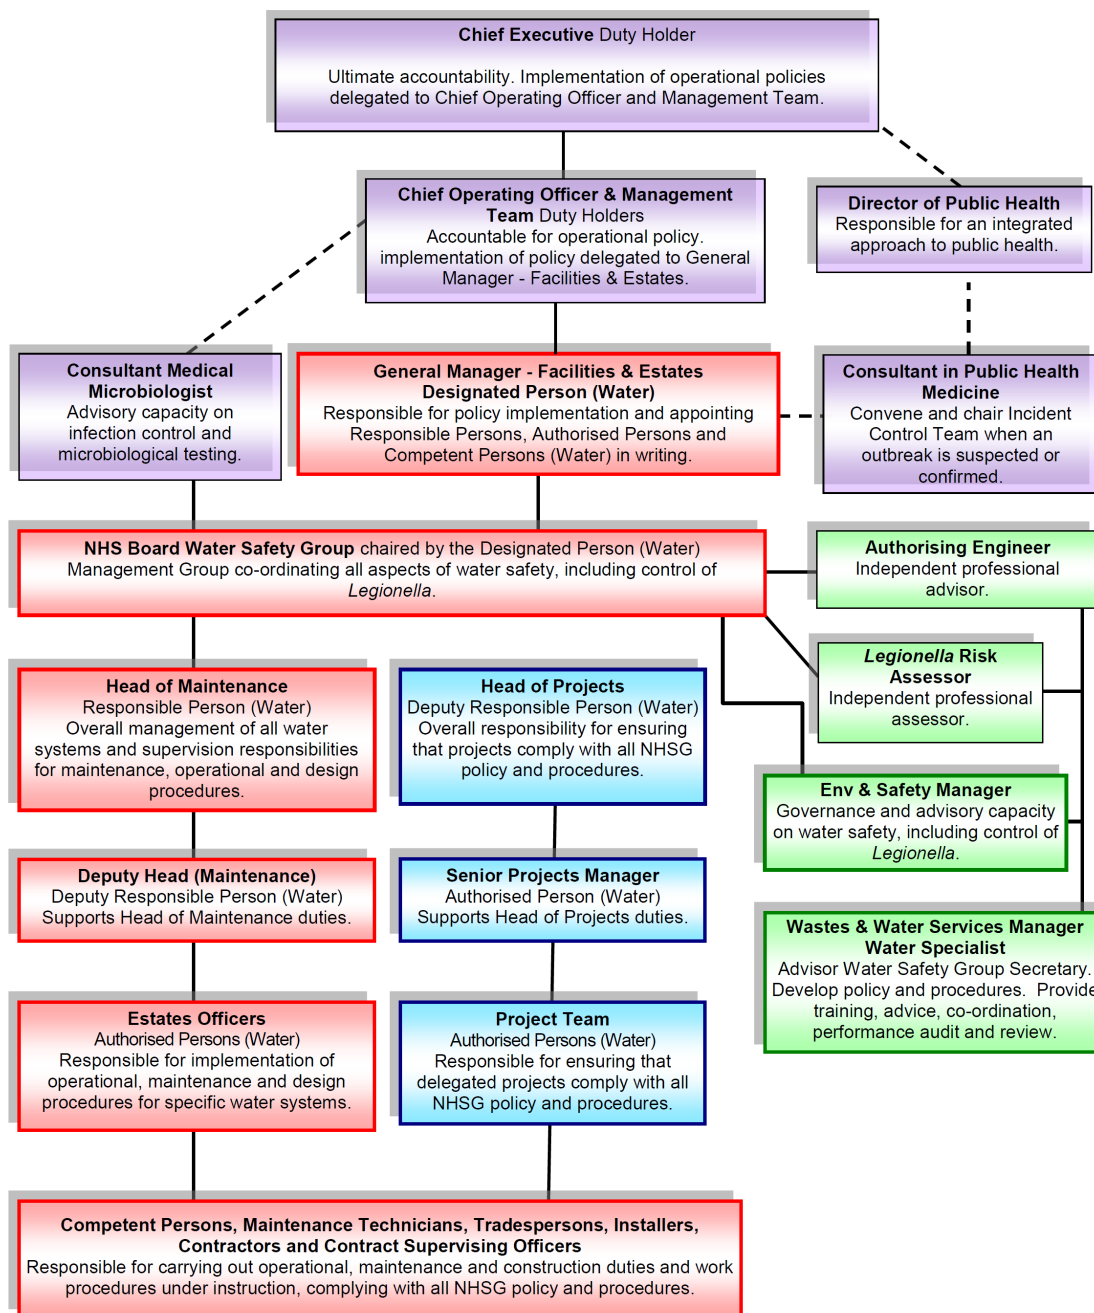 Chief Executive Duty Holder
Ultimate accountability. Implementation of operational policies
delegated to Chief Operating Officer and Management Team.
Chief Operating Officer & Management
Team Duty Holders
Accountable for operational policy.
implementation of policy delegated to General
Manager - Facilities & Estates.
Director of Public Health
Responsible for an integrated
approach to public health.
Consultant Medical
Microbiologist
Advisory capacity on
infection control and
microbiological testing.
General Manager - Facilities & Estates
Designated Person (Water)
Responsible for policy implementation and appointing
Responsible Persons, Authorised Persons and
Competent Persons (Water) in writing.
Consultant in Public Health
Medicine
Convene and chair Incident
Control Team when an
outbreak is suspected or
confirmed.
NHS Board Water Safety Group chaired by the Designated Person (Water)
Management Group co-ordinating all aspects of water safety, including control of
Legionella.
Authorising Engineer
Independent professional
advisor.
Legionella Risk
Assessor
Independent professional
assessor.
Head of Maintenance
Responsible Person (Water)
Overall management of all water
systems and supervision responsibilities
for maintenance, operational and design
procedures.
Head of Projects
Deputy Responsible Person (Water)
Overall responsibility for ensuring
that projects comply with all NHSG
policy and procedures.
Env & Safety Manager
Governance and advisory capacity
on water safety, including control of
Legionella.
Deputy Head (Maintenance)
Deputy Responsible Person (Water)
Supports Head of Maintenance duties.
Senior Projects Manager
Authorised Person (Water)
Supports Head of Projects duties.
Wastes & Water Services Manager
Water Specialist
Advisor Water Safety Group Secretary.
Develop policy and procedures. Provide
training, advice, co-ordination,
performance audit and review.
Estates Officers
Authorised Persons (Water)
Responsible for implementation of
operational, maintenance and design
procedures for specific water systems.
Project Team
Authorised Persons (Water)
Responsible for ensuring that
delegated projects comply with all
NHSG policy and procedures.
Competent Persons, Maintenance Technicians, Tradespersons, Installers,
Contractors and Contract Supervising Officers
Responsible for carrying out operational, maintenance and construction duties and work
procedures under instruction, complying with all NHSG policy and procedures.